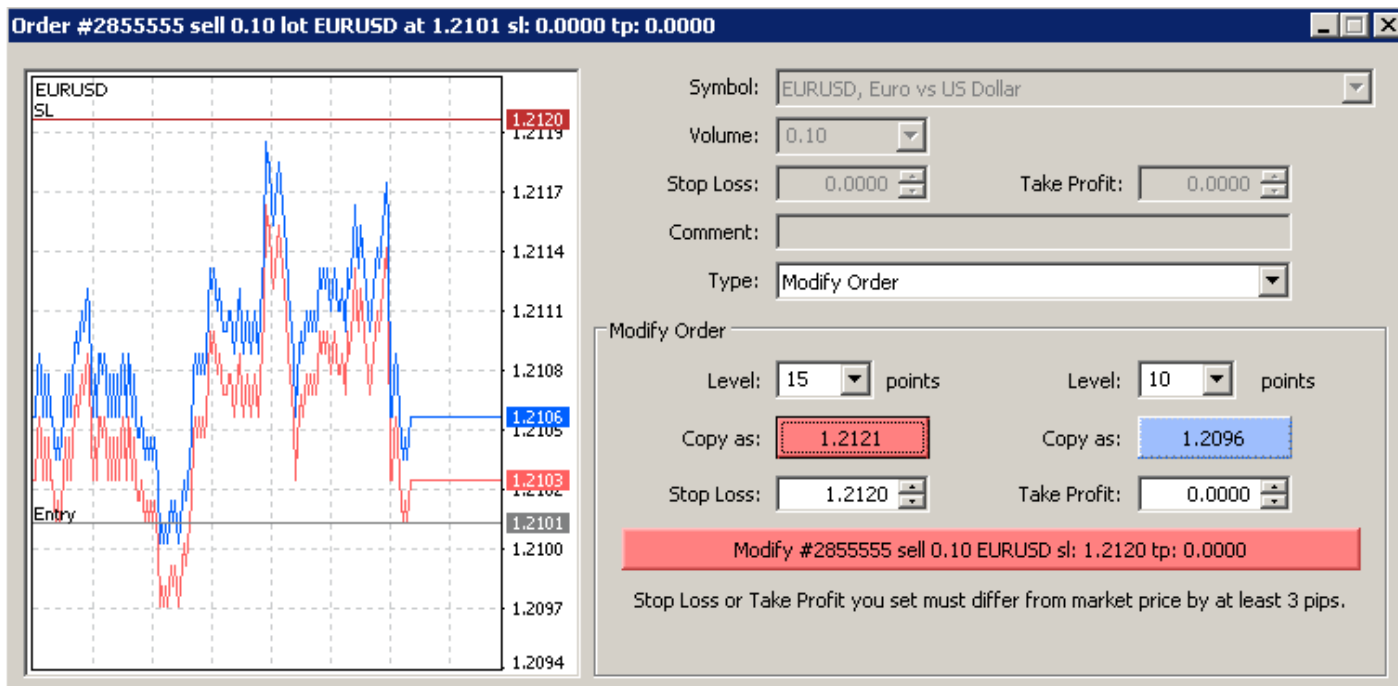 Order #2855555 sell 0.10 lot EURUSD at 1.2101 sl: 0.0000 tp: 0.0000
EURUSD
SL
1.2120
1.2119
1.2117
1.2114
1.2111
1.2108
1.2106
1.2105
1.2103
1.2102
Entry
1.2101
1.2100
1.2097
1.2094
Symbol: EURUSD, Euro vs US Dollar
Volume: 0.10
Stop Loss: 0.0000 Take Profit: 0.0000
Comment:
Type: Modify Order
Modify Order
Level: 15 points Level: 10 points
Copy as: 1.2121 Copy as: 1.2096
Stop Loss: 1.2120 Take Profit: 0.0000
Modify #2855555 sell 0.10 EURUSD sl: 1.2120 tp: 0.0000
Stop Loss or Take Profit you set must differ from market price by at least 3 pips.